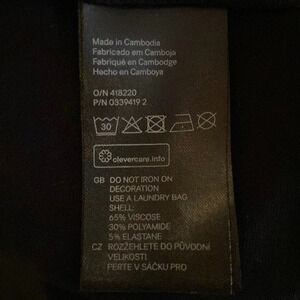 Made in Cambodia
Fabricado em Camboja
Fabriqué en Cambodge
Hecho en Camboya
O/N 418220
P/N 0339419 2
30
clevercare.info
GB DO NOT IRON ON
DECORATION
USE A LAUNDRY BAG
SHELL:
65% VISCOSE
30% POLYAMIDE
5% ELASTANE
CZ ROZŽEHLETE DO PŮVODNÍ
VELIKOSTI
PERTE V SÁČKU PRO